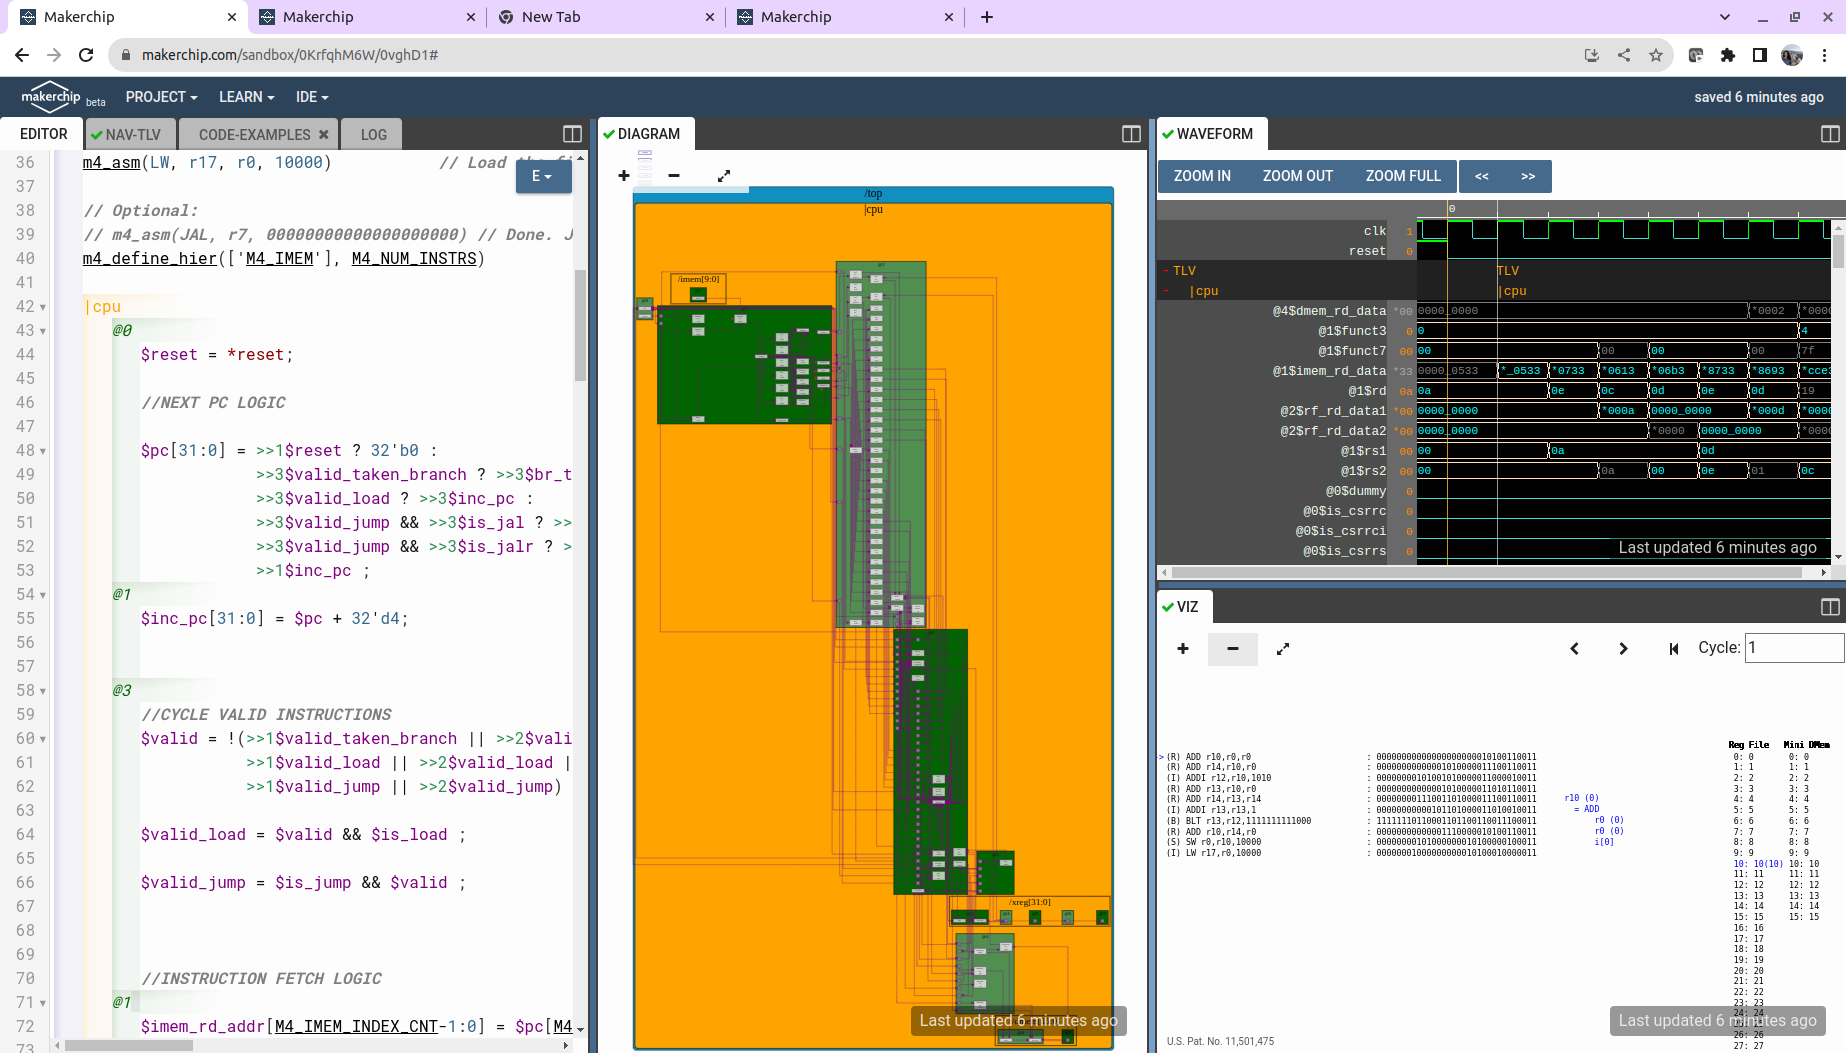 Makerchip
Makerchip
New Tab
Makerchip
makerchip.com/sandbox/0KrfqhM6W/0vghD1#
makerchip beta
PROJECT
LEARN
IDE
saved 6 minutes ago
EDITOR
NAV-TLV
CODE-EXAMPLES
LOG
E
36 m4_asm(LW, r17, r0, 10000) // Load the fi
37
38 // Optional:
39 // m4_asm(JAL, r7, 00000000000000000000) // Done. J
40 m4_define_hier(['M4_IMEM'], M4_NUM_INSTRS)
41
42 |cpu
43 @0
44 $reset = *reset;
45
46 //NEXT PC LOGIC
47
48 $pc[31:0] = >>1$reset ? 32'b0 :
49 >>3$valid_taken_branch ? >>3$br_t
50 >>3$valid_load ? >>3$inc_pc :
51 >>3$valid_jump && >>3$is_jal ? >>
52 >>3$valid_jump && >>3$is_jalr ? >
53 >>1$inc_pc ;
54 @1
55 $inc_pc[31:0] = $pc + 32'd4;
56
57
58 @3
59 //CYCLE VALID INSTRUCTIONS
60 $valid = !(>>1$valid_taken_branch || >>2$vali
61 >>1$valid_load || >>2$valid_load |
62 >>1$valid_jump || >>2$valid_jump)
63
64 $valid_load = $valid && $is_load ;
65
66 $valid_jump = $is_jump && $valid ;
67
68
69
70 //INSTRUCTION FETCH LOGIC
71 @1
72 $imem_rd_addr[M4_IMEM_INDEX_CNT-1:0] = $pc[M4
73
DIAGRAM
/top
|cpu
/imem[9:0]
/xreg[31:0]
Last updated 6 minutes ago
WAVEFORM
ZOOM IN
ZOOM OUT
ZOOM FULL
<<
>>
0
clk 1
reset 0
- TLV TLV
- |cpu |cpu
@4$dmem_rd_data *00 0000_0000 *0002 *000
@1$funct3 0 0 4
@1$funct7 00 00 00 00 00 7f
@1$imem_rd_data *33 0000_0533 *_0533 *0733 *0613 *06b3 *8733 *8693 *cce
@1$rd 0a 0a 0e 0c 0d 0e 0d 19
@2$rf_rd_data1 *00 0000_0000 *000a 0000_0000 *000d *000
@2$rf_rd_data2 *00 0000_0000 *0000 0000_0000 *000
@1$rs1 00 00 0a 0d
@1$rs2 00 00 0a 00 0e 01 0c
@0$dummy 0
@0$is_csrrc 0
@0$is_csrrci 0
@0$is_csrrs 0
Last updated 6 minutes ago
VIZ
Cycle: 1
(R) ADD r10,r0,r0 : 00000000000000000000010100110011
(R) ADD r14,r10,r0 : 00000000000001010000011100110011
(I) ADDI r12,r10,1010 : 00000000101001010000011000010011
(R) ADD r13,r10,r0 : 00000000000001010000011010110011
(R) ADD r14,r13,r14 : 00000000111001101000011100110011
(I) ADDI r13,r13,1 : 00000000000101101000011010010011
(B) BLT r13,r12,1111111111000 : 11111110110001101100110011100011
(R) ADD r10,r14,r0 : 00000000000001110000010100110011
(S) SW r0,r10,10000 : 00000000101000000010100000100011
(I) LW r17,r0,10000 : 00000001000000000010100010000011
r10 (0)
= ADD
r0 (0)
r0 (0)
i[0]
Reg File Mini DMem
0: 0 0: 0
1: 1 1: 1
2: 2 2: 2
3: 3 3: 3
4: 4 4: 4
5: 5 5: 5
6: 6 6: 6
7: 7 7: 7
8: 8 8: 8
9: 9 9: 9
10: 10(10) 10: 10
11: 11 11: 11
12: 12 12: 12
13: 13 13: 13
14: 14 14: 14
15: 15 15: 15
16: 16
17: 17
18: 18
19: 19
20: 20
21: 21
22: 22
23: 23
24: 24
26: 26
27: 27
Last updated 6 minutes ago
U.S. Pat. No. 11,501,475